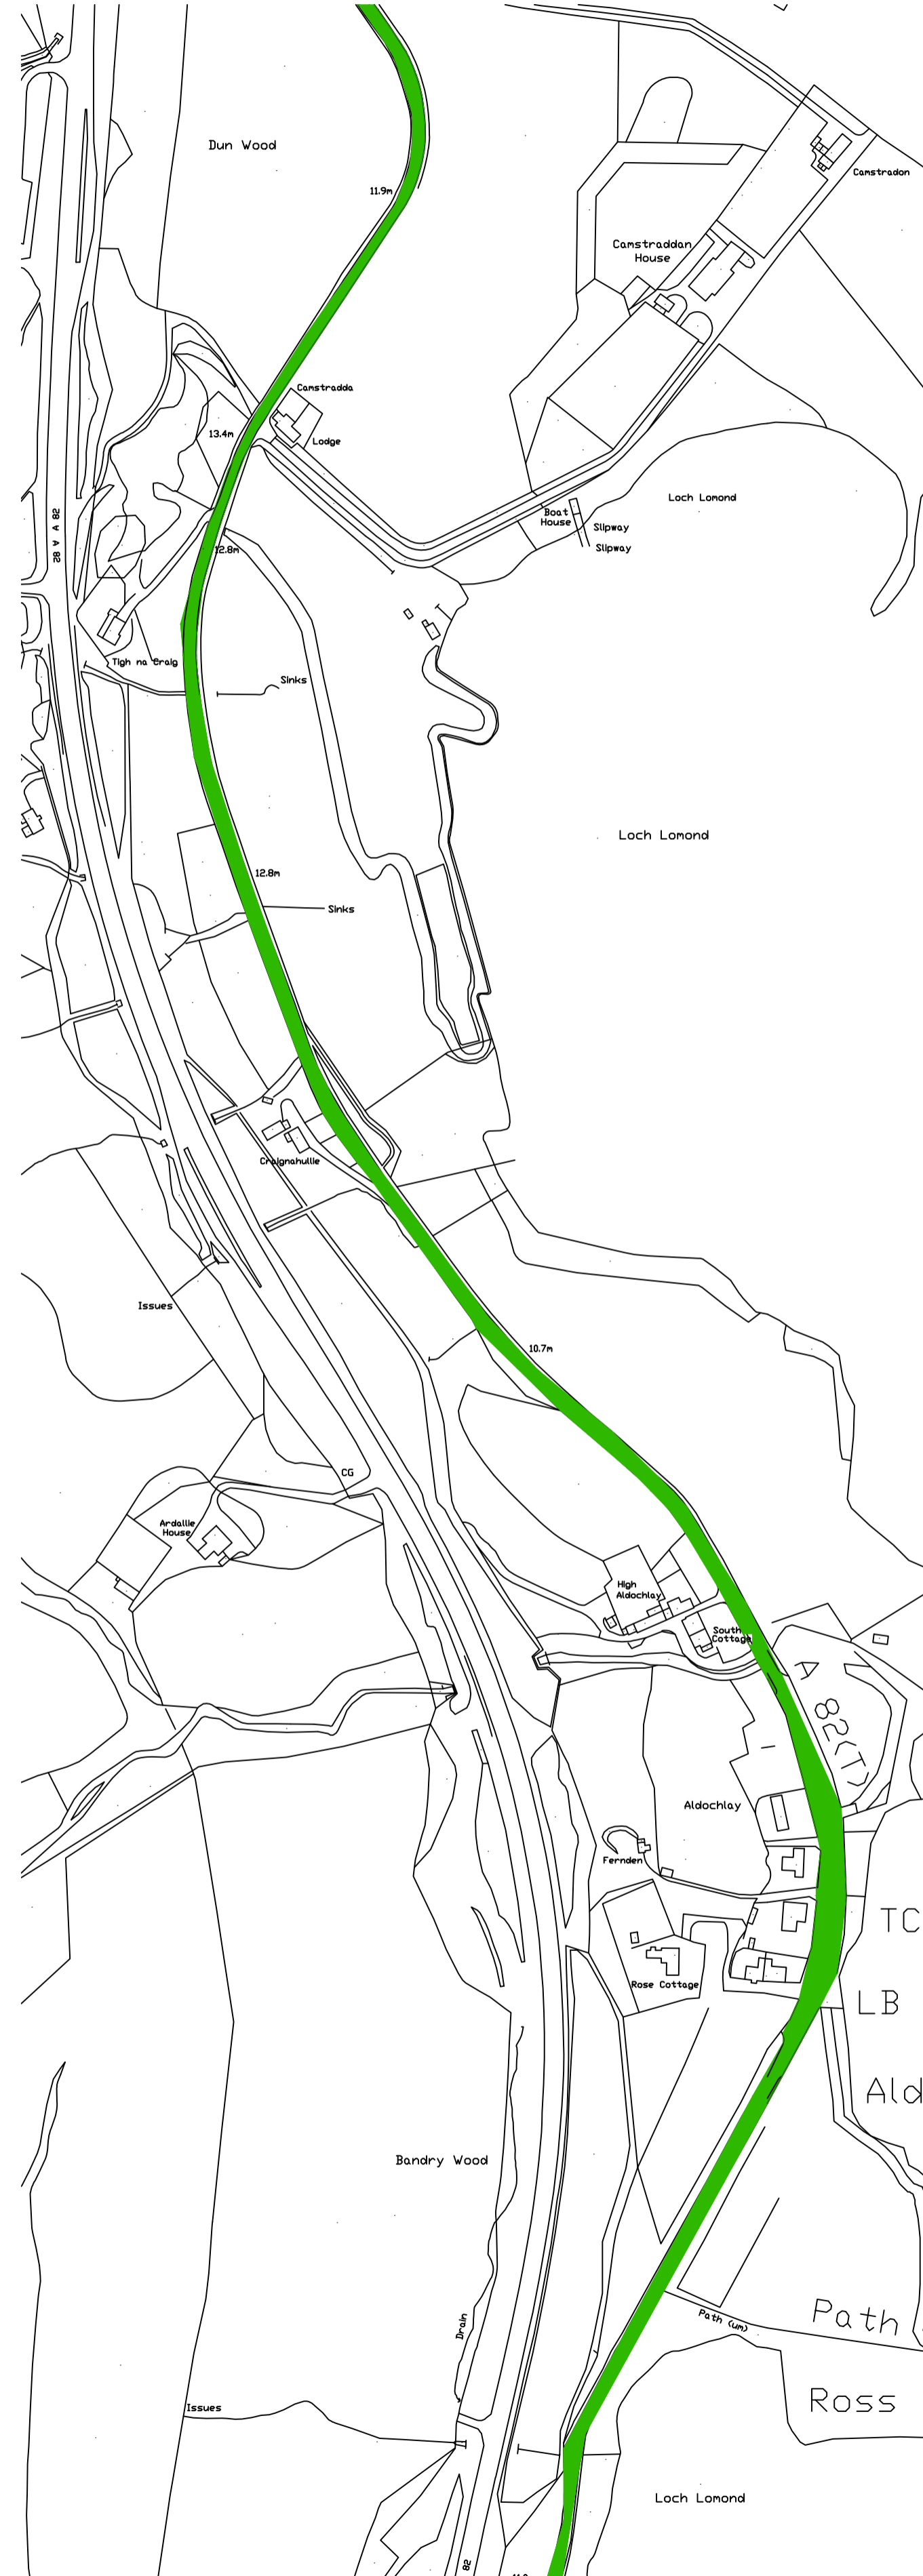 Dun Wood
11.9m
Camstradon
Camstraddan
House
Camstradda
13.4m
Lodge
Loch Lomond
Boat
House
Slipway
Slipway
A 82
A 82
12.8m
Tigh na Craig
Sinks
Loch Lomond
12.8m
Sinks
Craignahullie
Issues
10.7m
CG
Ardallie
House
High
Aldochlay
South
Cottage
A 82(T)
Aldochlay
Fernden
TC
Rose Cottage
LB
Ald
Bandry Wood
Path
Path (um)
Drain
Ross
Issues
Loch Lomond
82